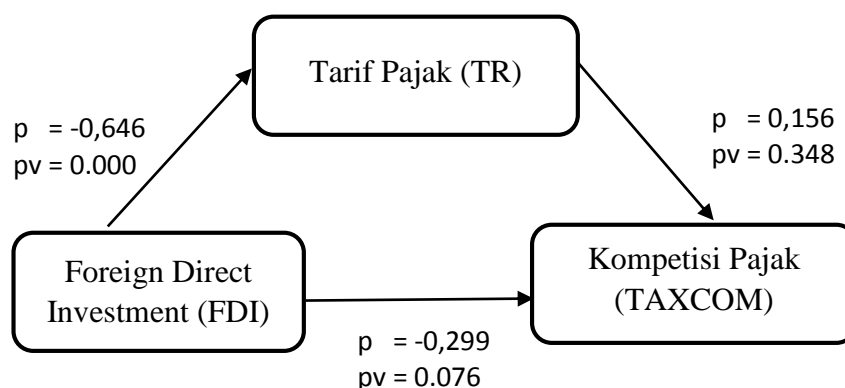 Tarif Pajak (TR)
p = -0,646
pv = 0.000
p = 0,156
pv = 0.348
Foreign Direct
Investment (FDI)
Kompetisi Pajak
(TAXCOM)
p = -0,299
pv = 0.076